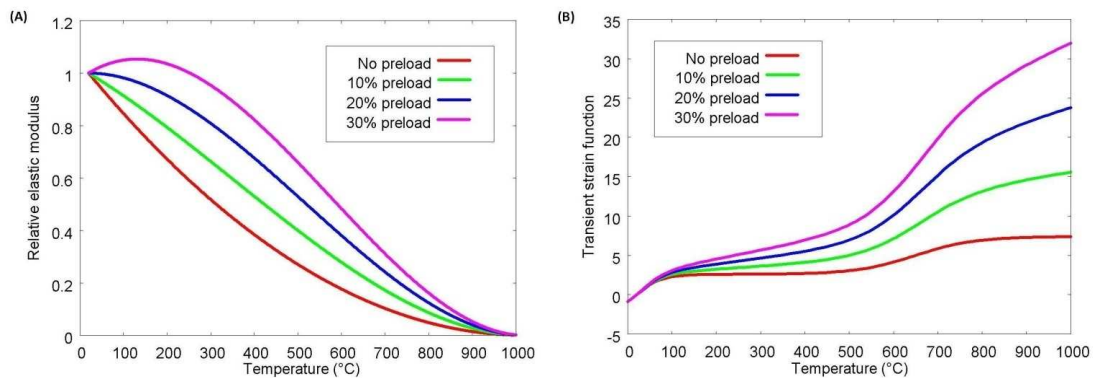 (A)
1.2
1
0.8
0.6
0.4
0.2
0
Relative elastic modulus
No preload
10% preload
20% preload
30% preload
0 100 200 300 400 500 600 700 800 900 1000
Temperature (°C)
(B)
35
30
25
20
15
10
5
0
-5
Transient strain function
No preload
10% preload
20% preload
30% preload
0 100 200 300 400 500 600 700 800 900 1000
Temperature (°C)